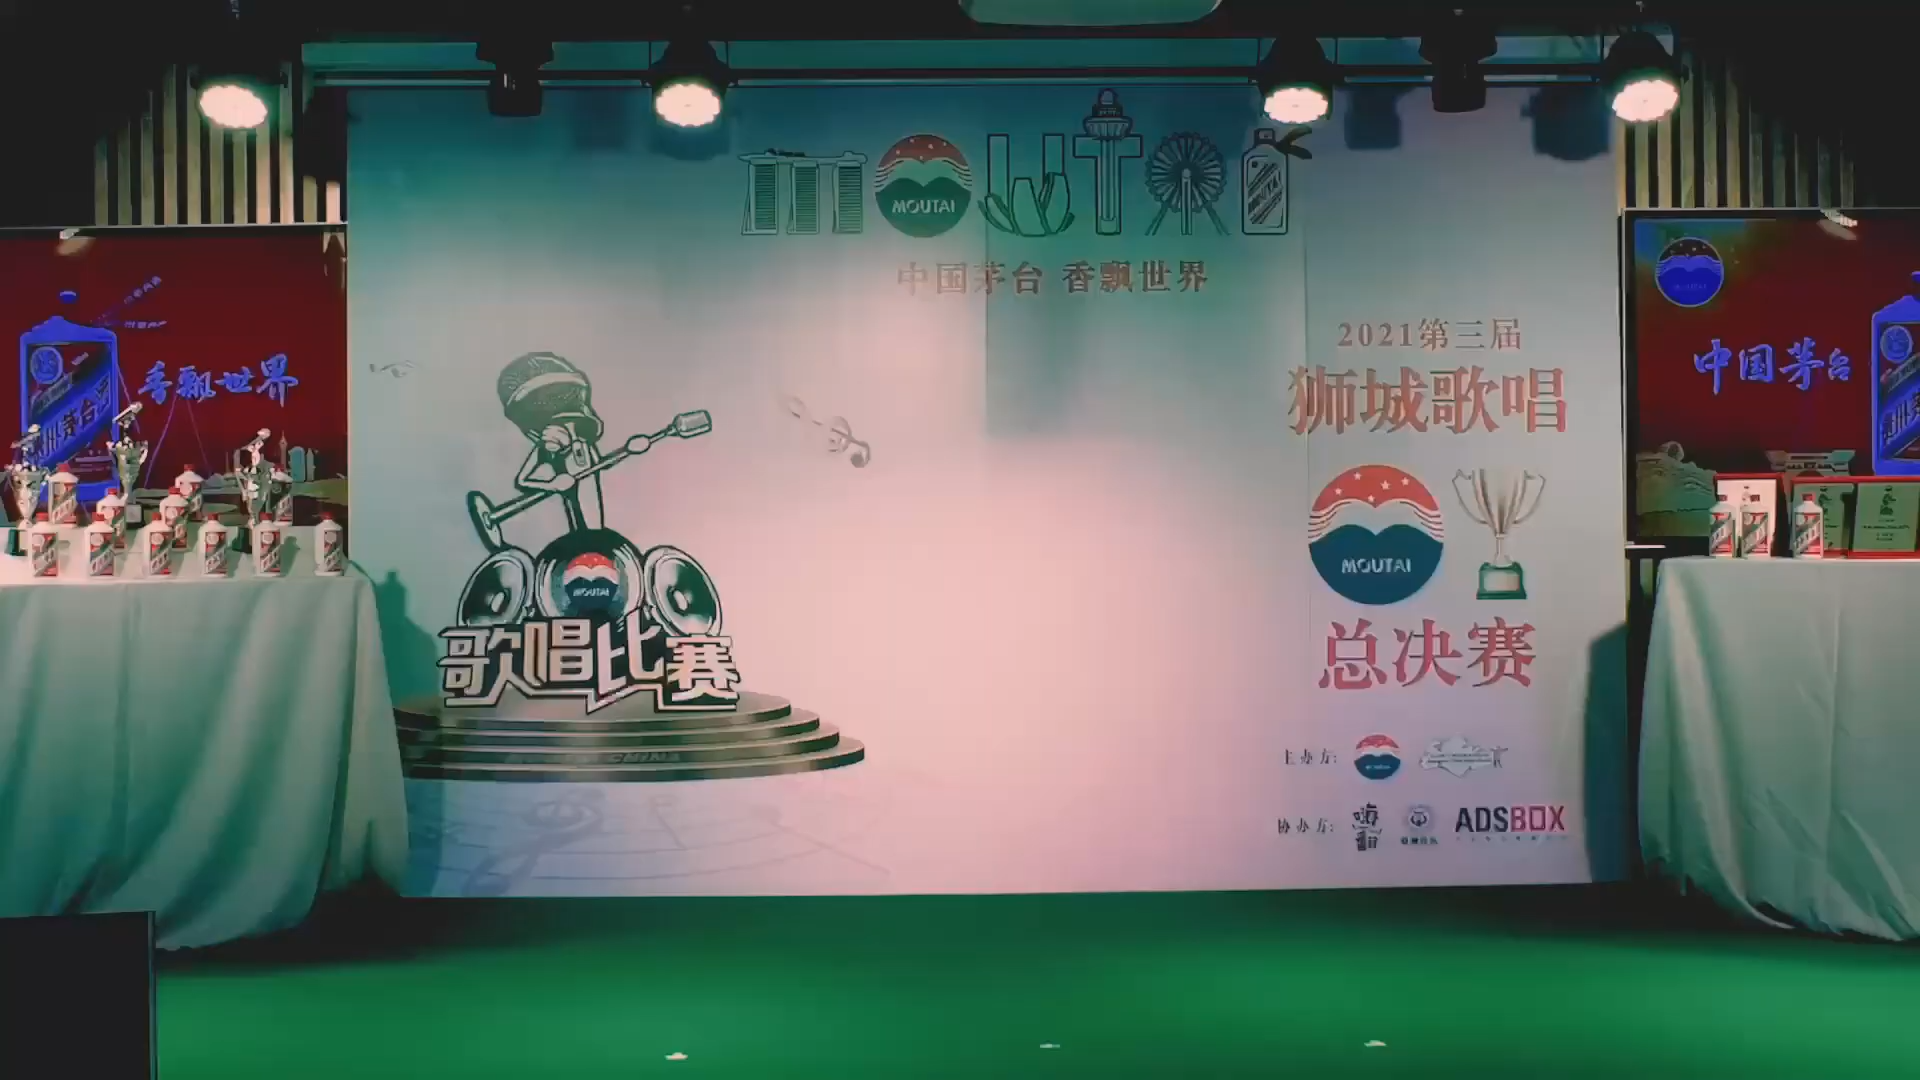 MOUTAI
MOUTAI
中国茅台 香飘世界
2021第三届
狮城歌唱
MOUTAI
总决赛
主办方:
协办方:
ADSBOX
MOUTAI
歌唱比赛
香飘世界
中国茅台